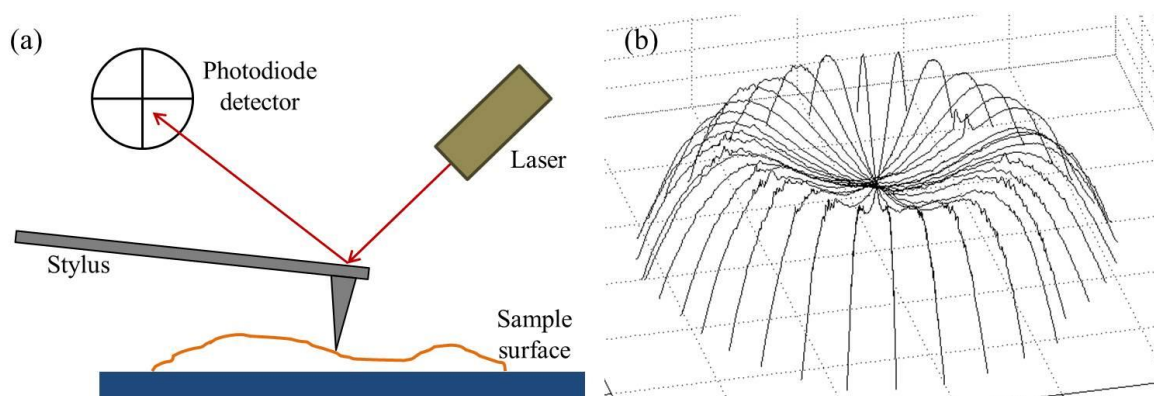 (a)
Photodiode
detector
Laser
Stylus
Sample
surface
(b)